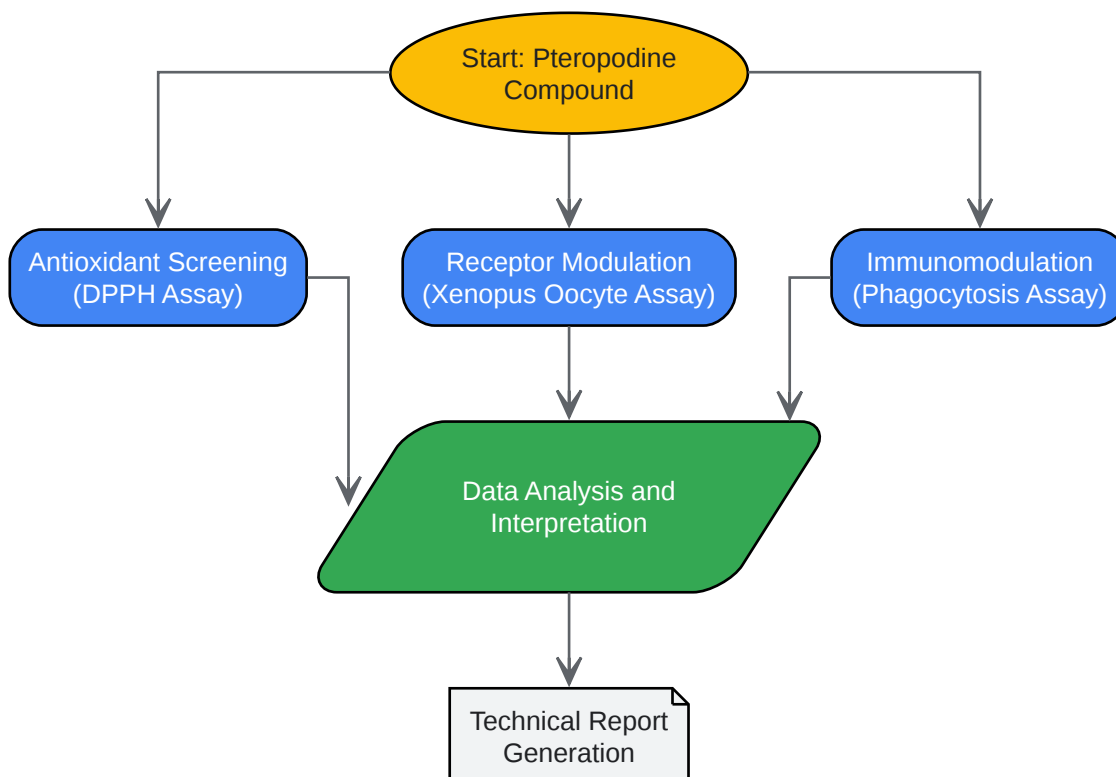 Start: Pteropodine
Compound
Antioxidant Screening
(DPPH Assay)
Receptor Modulation
(Xenopus Oocyte Assay)
Immunomodulation
(Phagocytosis Assay)
Data Analysis and
Interpretation
Technical Report
Generation